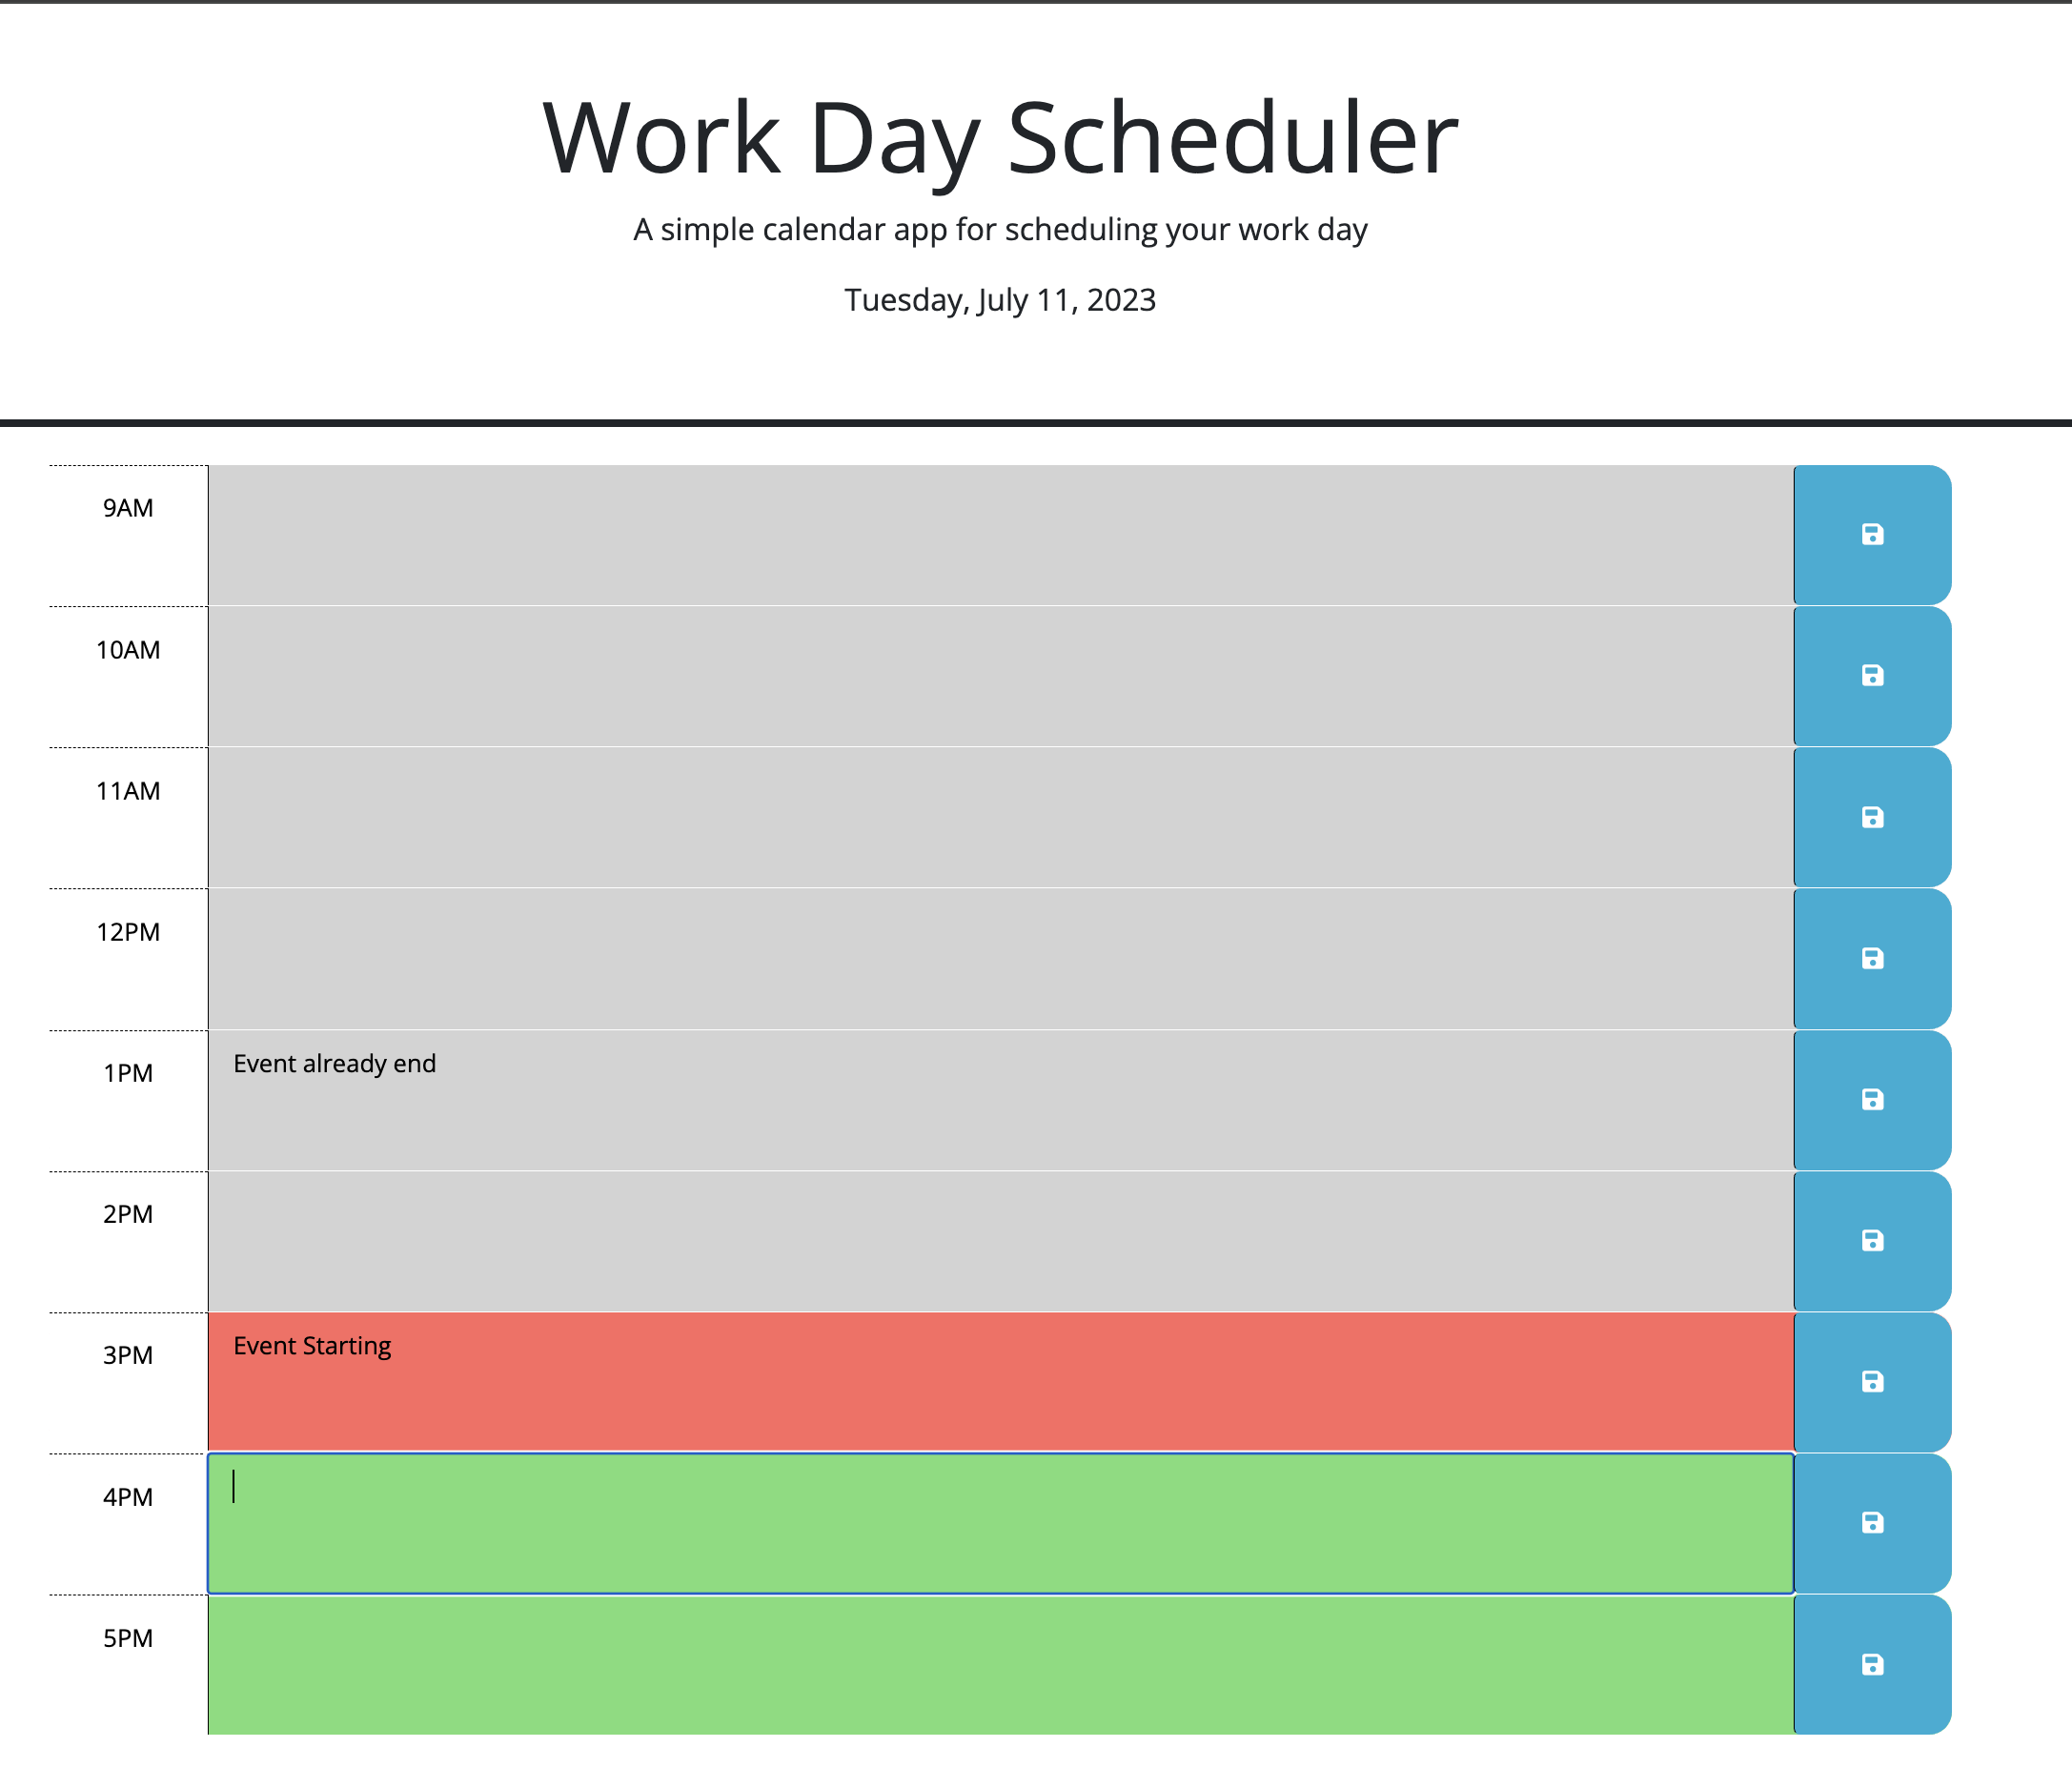 Work Day Scheduler
A simple calendar app for scheduling your work day
Tuesday, July 11, 2023
9AM
10AM
11AM
12PM
1PM
Event already end
2PM
3PM
Event Starting
4PM
5PM